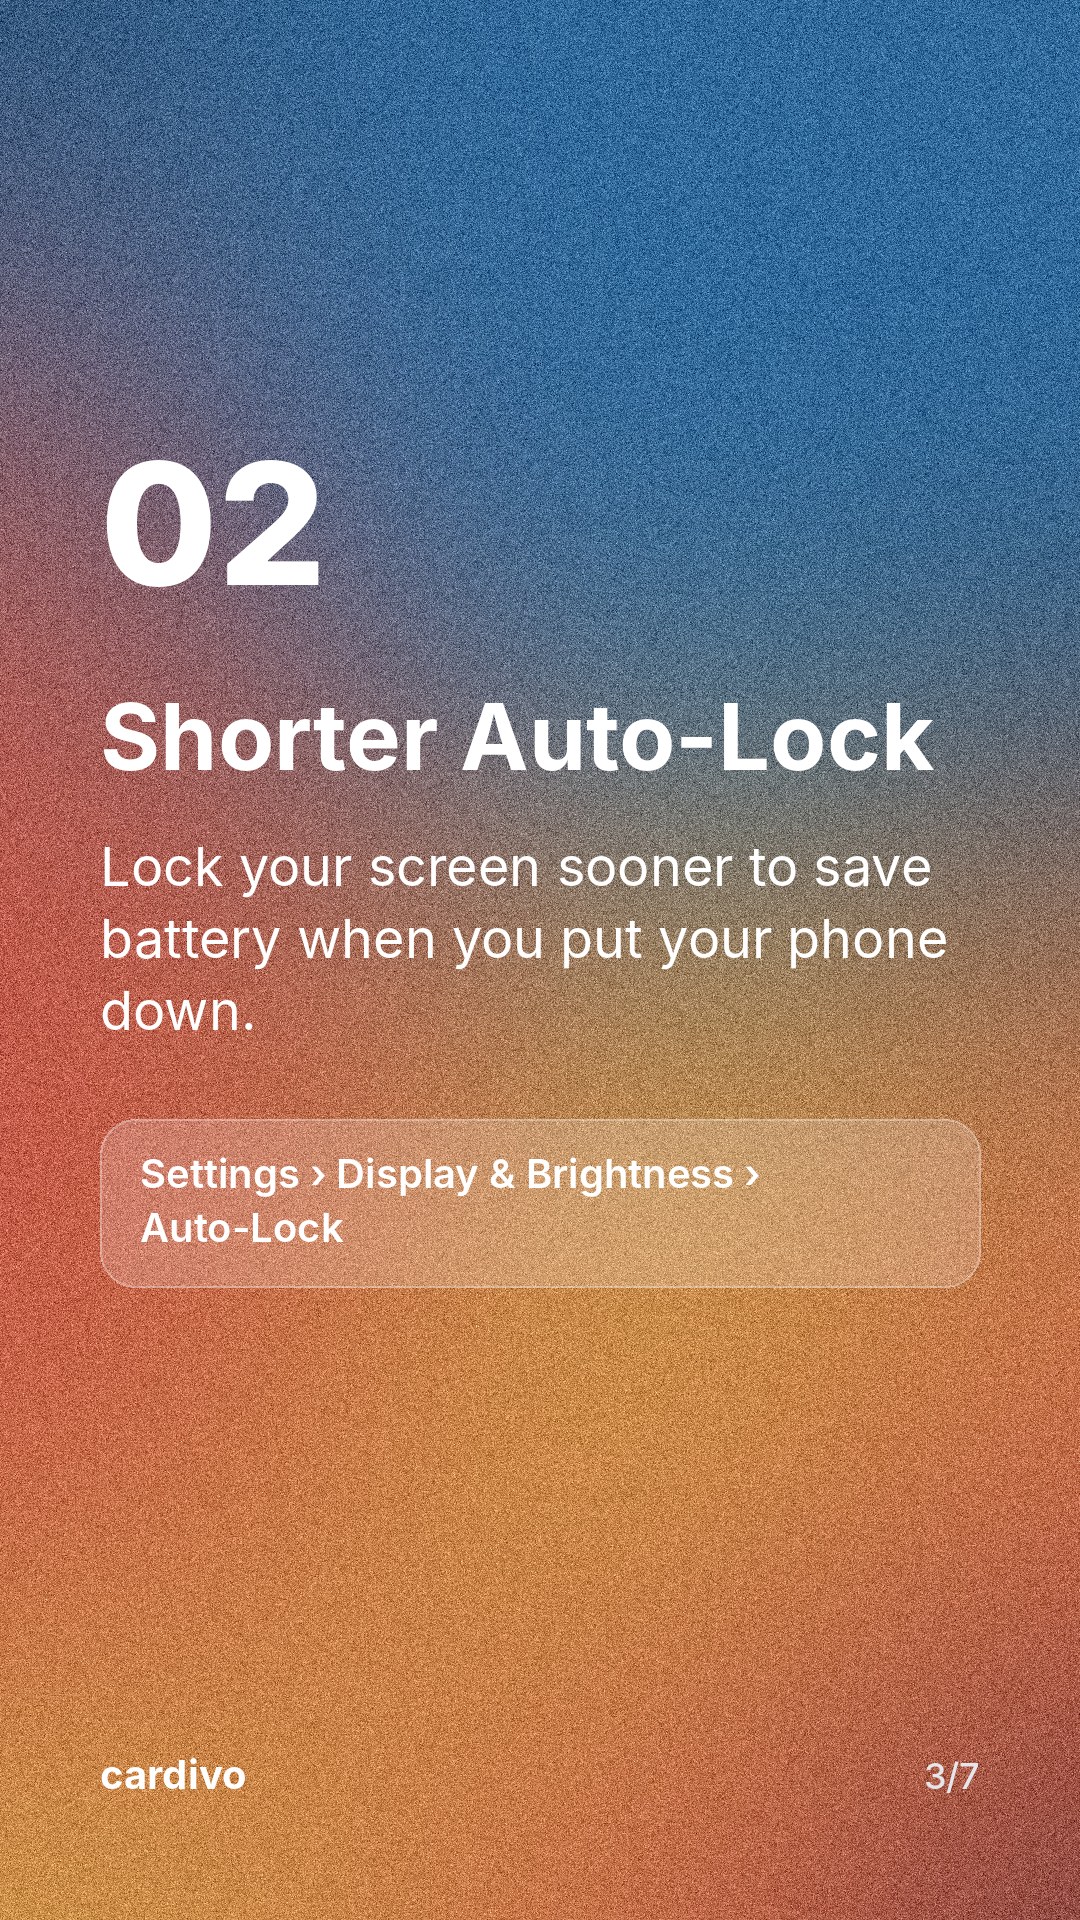 02
Shorter Auto-Lock
Lock your screen sooner to save
battery when you put your phone
down.
Settings › Display & Brightness ›
Auto-Lock
cardivo
3/7